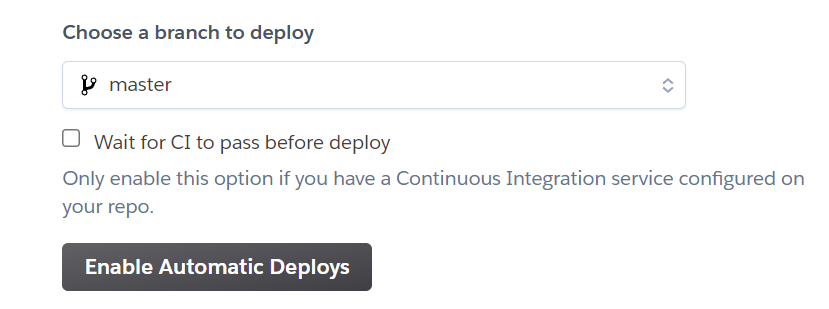 Choose a branch to deploy
master
Wait for CI to pass before deploy
Only enable this option if you have a Continuous Integration service configured on
your repo.
Enable Automatic Deploys